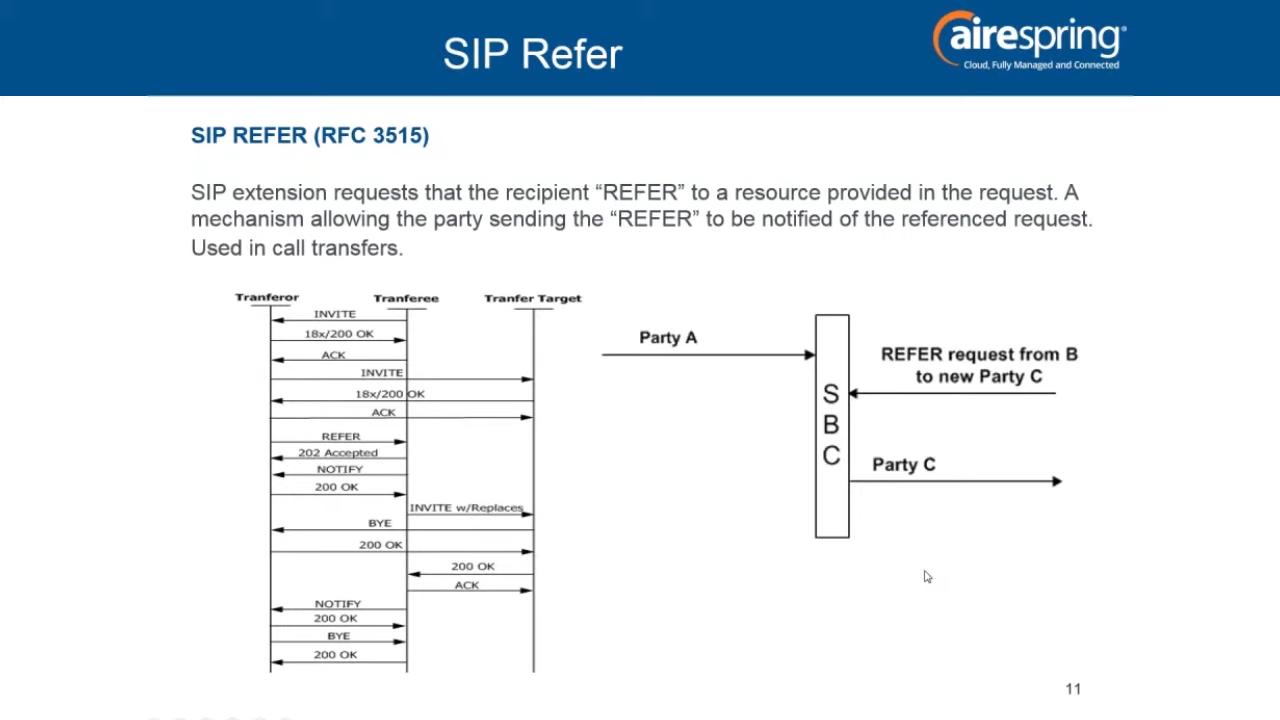 SIP Refer
airespring
Cloud, Fully Managed and Connected
SIP REFER (RFC 3515)
SIP extension requests that the recipient “REFER” to a resource provided in the request. A
mechanism allowing the party sending the “REFER” to be notified of the referenced request.
Used in call transfers.
Tranferor
Tranferee
Tranfer Target
INVITE
18x/200 OK
ACK
INVITE
18x/200 OK
ACK
REFER
202 Accepted
NOTIFY
200 OK
INVITE w/Replaces
BYE
200 OK
200 OK
ACK
NOTIFY
200 OK
BYE
200 OK
Party A
S
B
C
REFER request from B
to new Party C
Party C
11